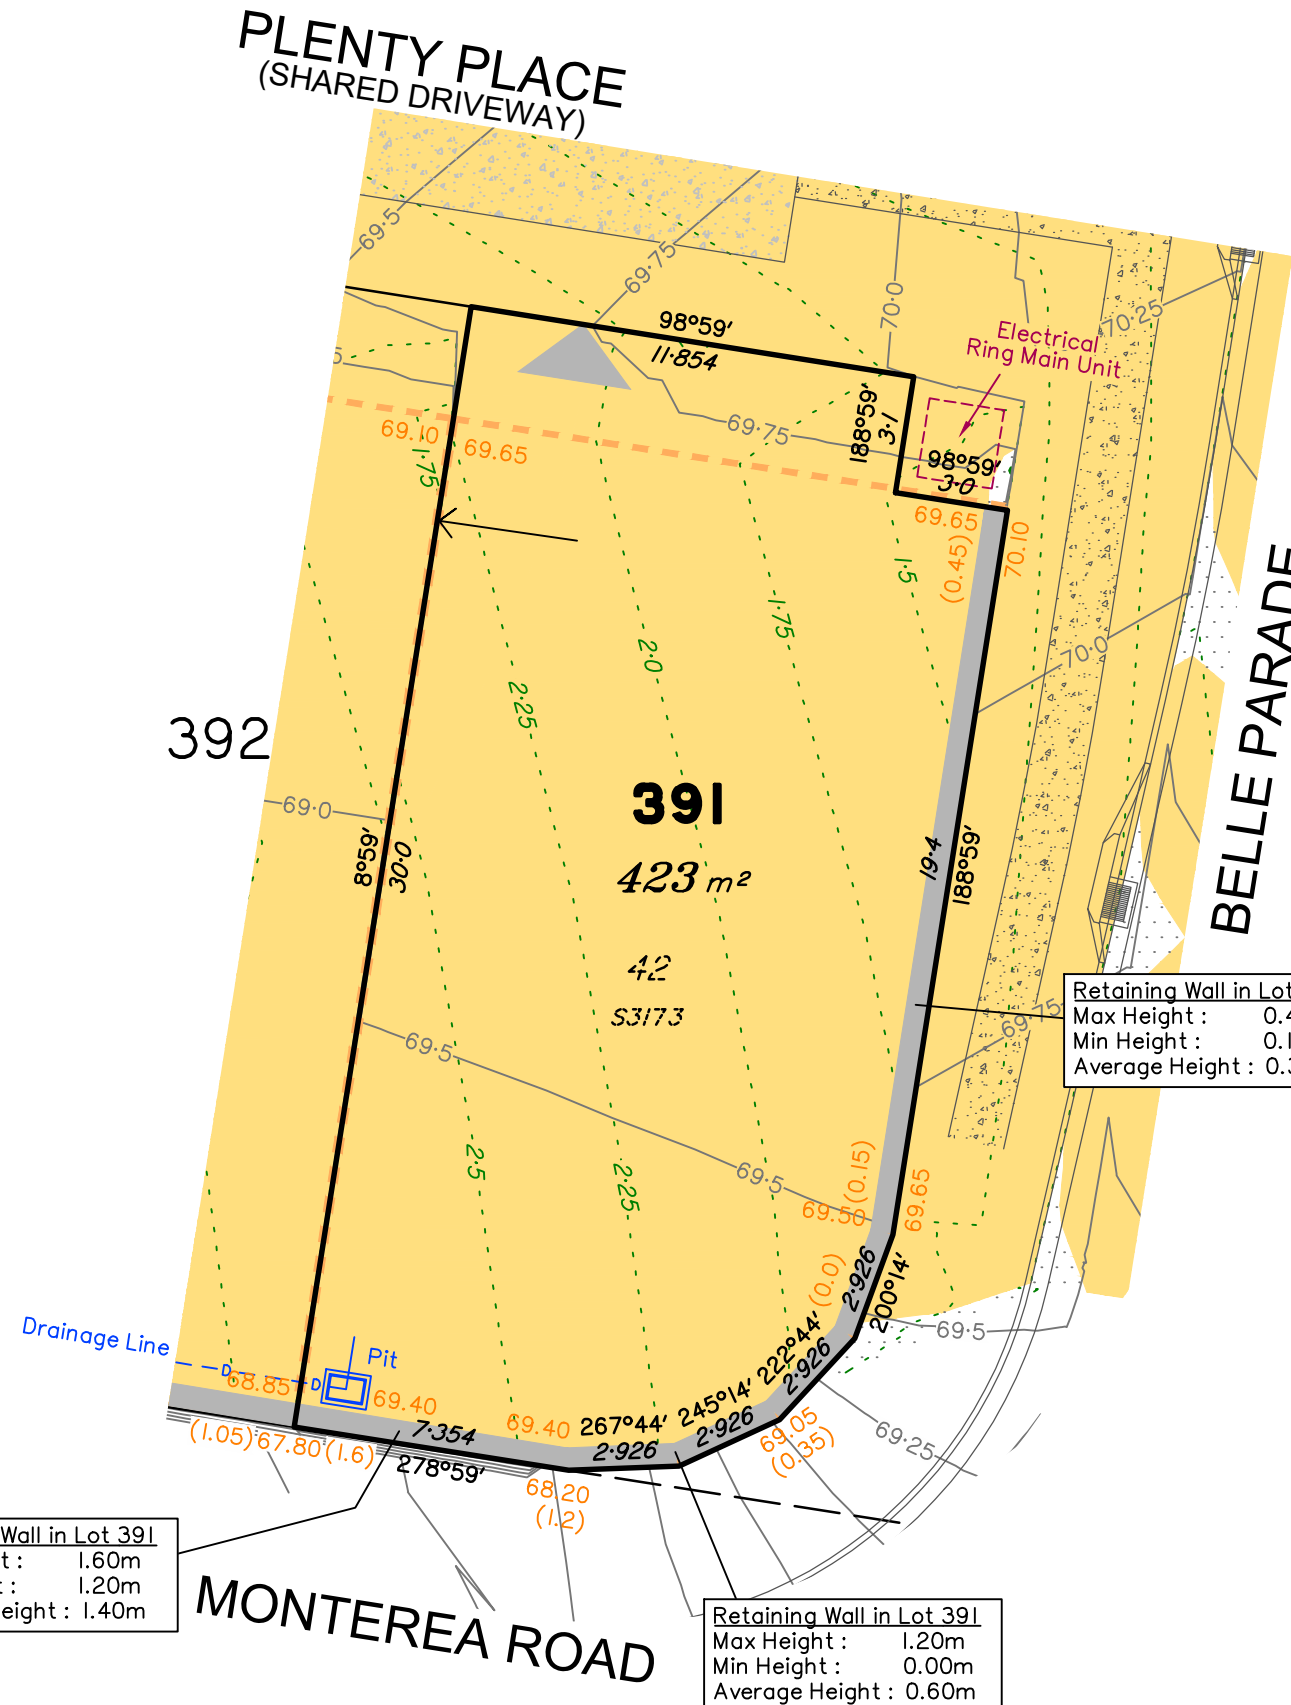 PLENTY PLACE
(SHARED DRIVEWAY)
69·5
69·75
70·0
70·25
98°59'
11·854
Electrical
Ring Main Unit
188°59'
3·1
69·75
98°59'
3·0
69.10
69.65
1·75
69.65
(0.45)
70.10
1·5
1·75
2·0
2·25
70·0
BELLE PARADE
392
69·0
391
423 m²
8°59'
30·0
19·4
188°59'
42
S3173
69·5
69·75
Retaining Wall in Lot
Max Height :
Min Height :
Average Height :
2·5
2·25
69·5
(0.15)
69.50
69.65
(0.0)
2·926
200°14'
69·5
222°44'
2·926
Drainage Line
D
D
Pit
68.85
69.40
(1.05)
67.80
(1.6)
7·354
278°59'
69.40
267°44'
2·926
245°14'
2·926
69.05
(0.35)
69·25
68.20
(1.2)
Wall in Lot 391
t : 1.60m
t : 1.20m
eight : 1.40m
MONTEREA ROAD
Retaining Wall in Lot 391
Max Height : 1.20m
Min Height : 0.00m
Average Height : 0.60m